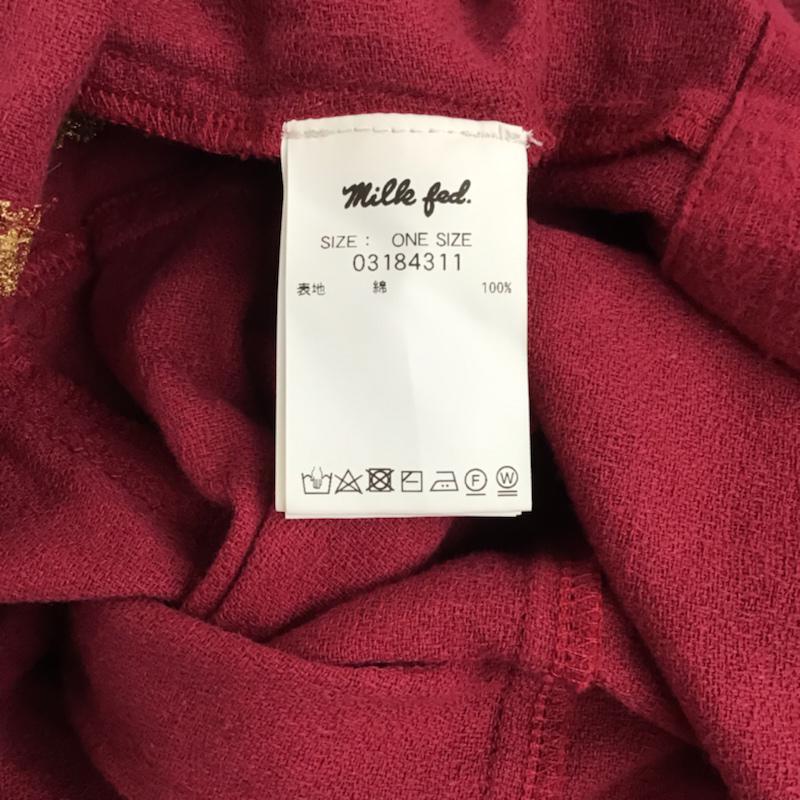 Milk fed.
SIZE : ONE SIZE
03184311
表地 綿 100%
F W